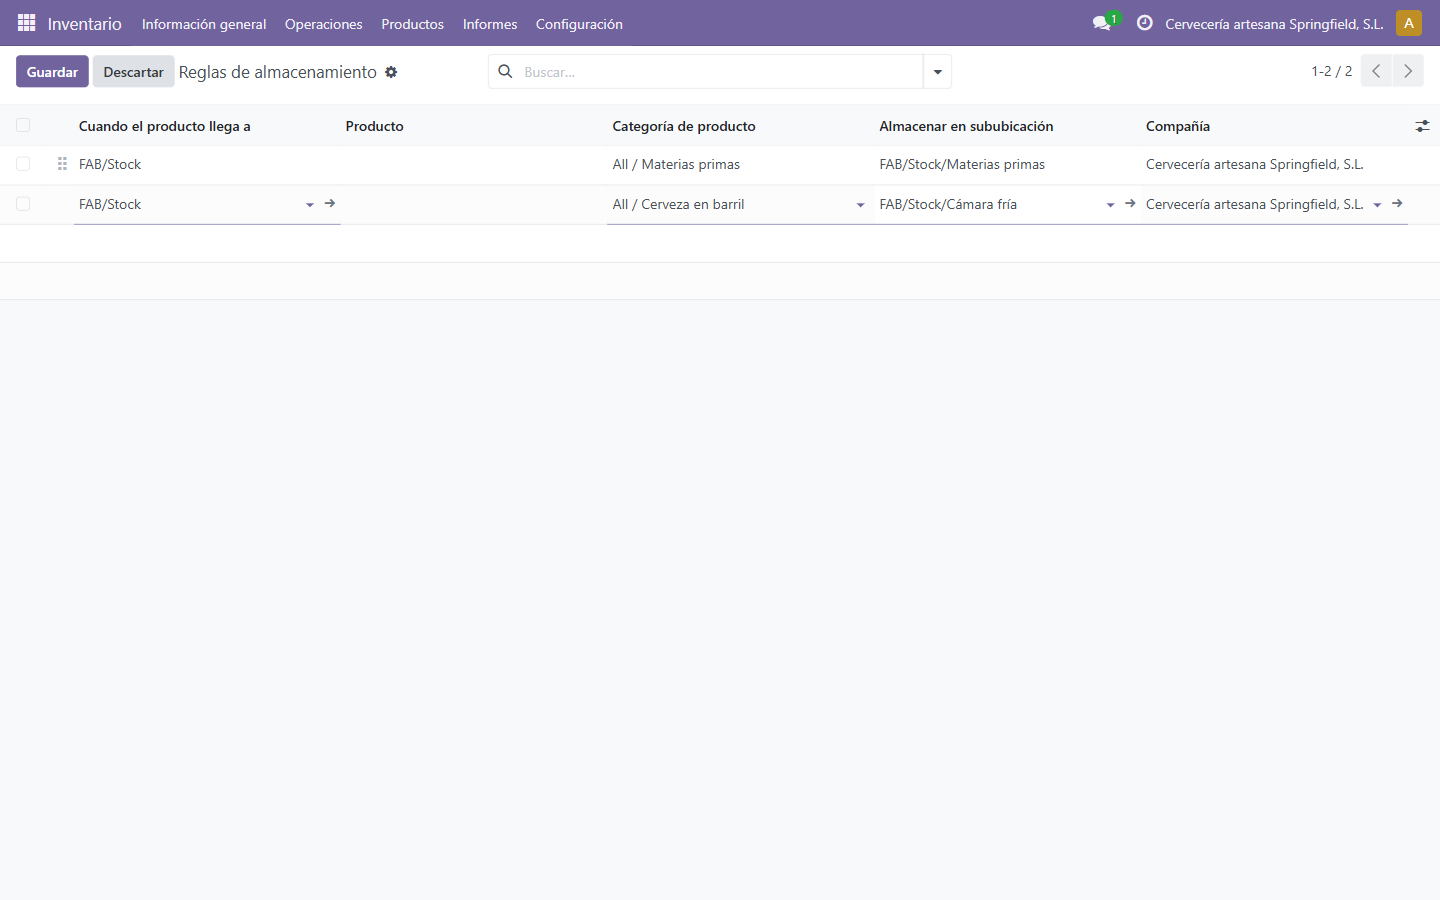 Inventario Información general Operaciones Productos Informes Configuración 1 Cervecería artesana Springfield, S.L. A
Guardar Descartar Reglas de almacenamiento Buscar... 1-2 / 2
Cuando el producto llega a Producto Categoría de producto Almacenar en sububicación Compañía
FAB/Stock All / Materias primas FAB/Stock/Materias primas Cervecería artesana Springfield, S.L.
FAB/Stock All / Cerveza en barril FAB/Stock/Cámara fría Cervecería artesana Springfield, S.L.